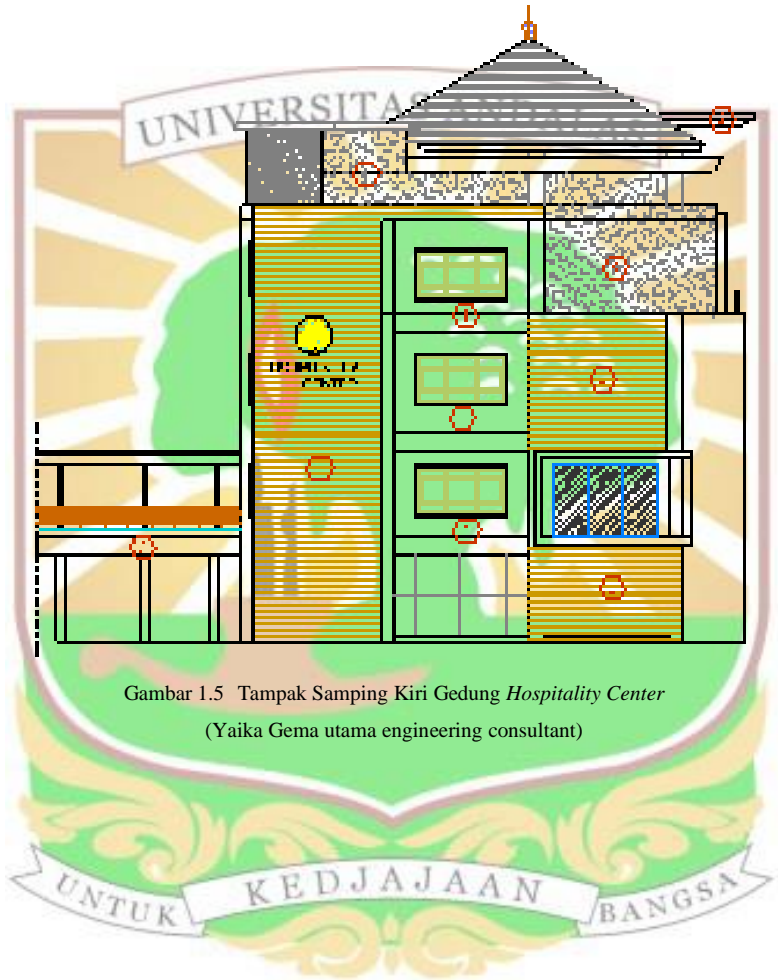 UNIVERSITAS ANDALAS
CENTER
Gambar 1.5 Tampak Samping Kiri Gedung Hospitality Center
(Yaika Gema utama engineering consultant)
UNTUK KEDJAJAAN BANGSA